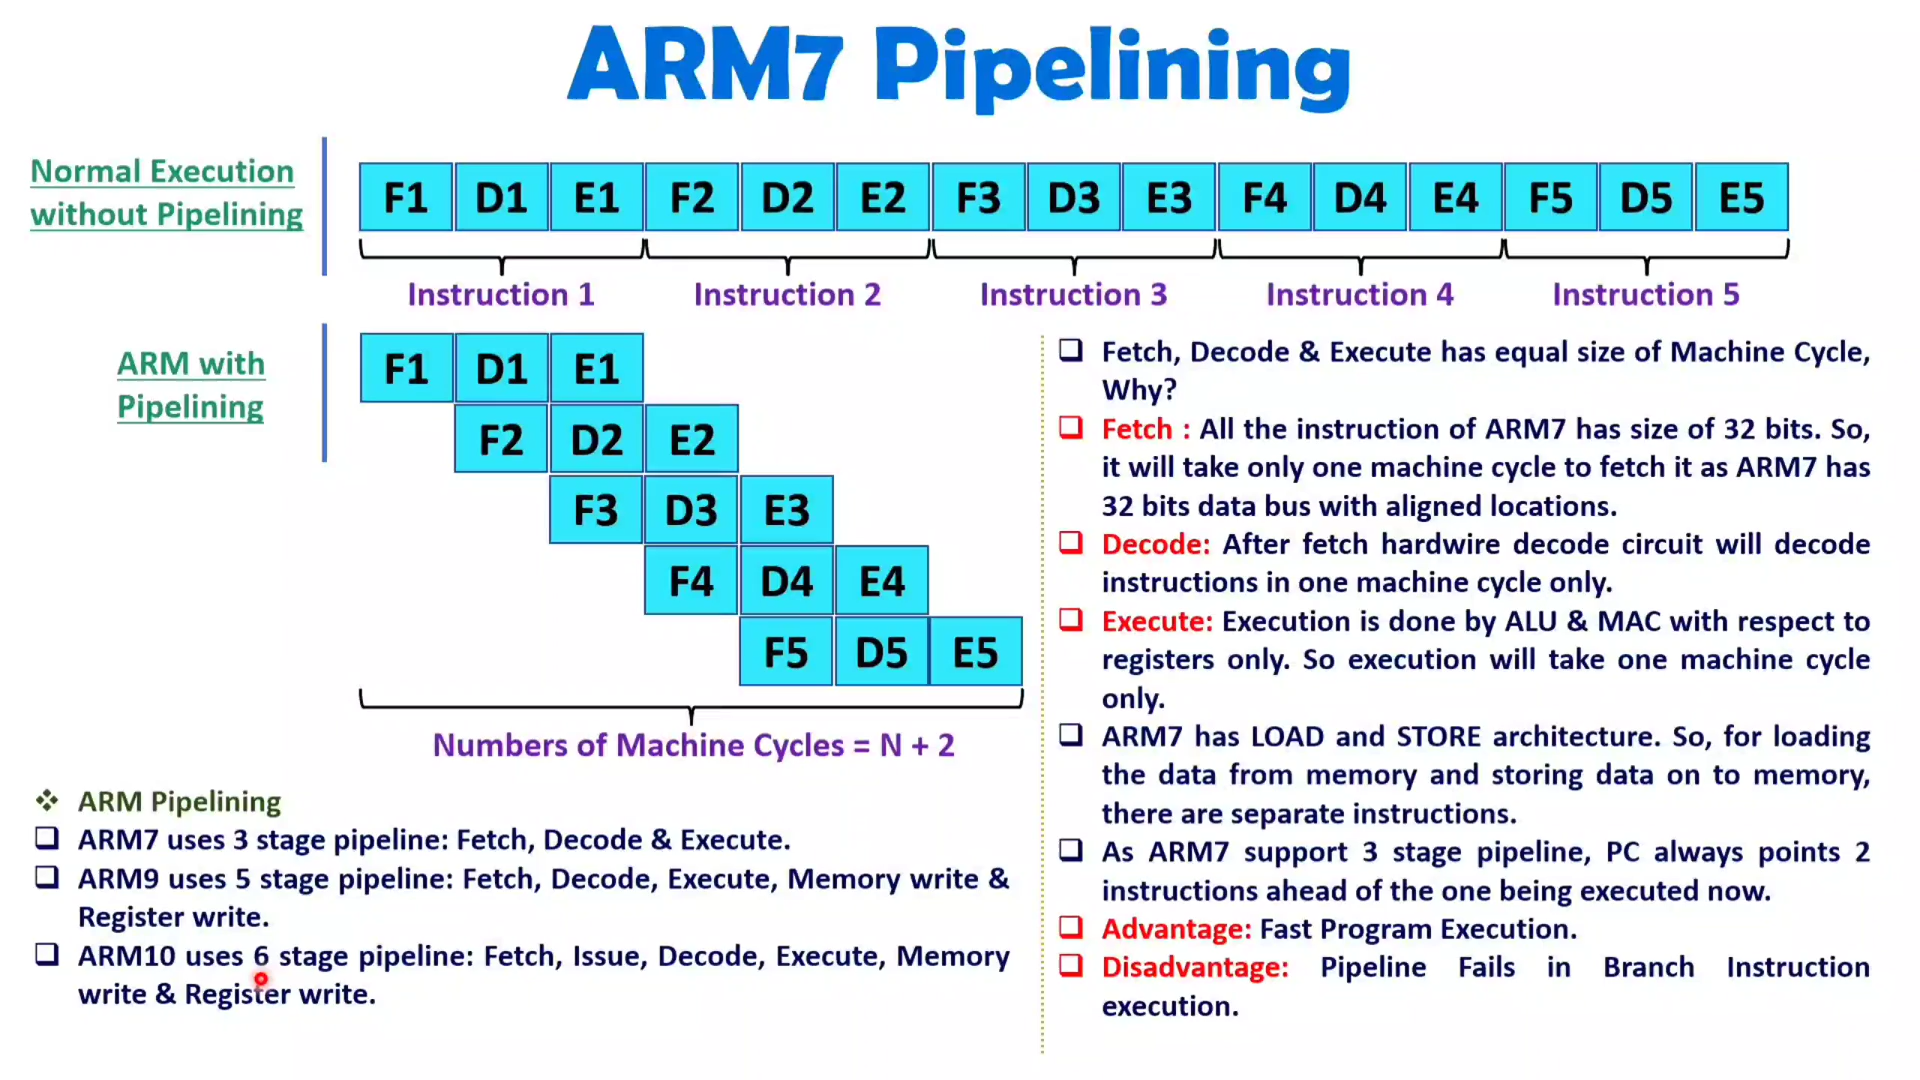 ARM7 Pipelining
Normal Execution
without Pipelining
F1 D1 E1 F2 D2 E2 F3 D3 E3 F4 D4 E4 F5 D5 E5
Instruction 1 Instruction 2 Instruction 3 Instruction 4 Instruction 5
ARM with
Pipelining
F1 D1 E1
F2 D2 E2
F3 D3 E3
F4 D4 E4
F5 D5 E5
Numbers of Machine Cycles = N + 2
ARM Pipelining
ARM7 uses 3 stage pipeline: Fetch, Decode & Execute.
ARM9 uses 5 stage pipeline: Fetch, Decode, Execute, Memory write &
Register write.
ARM10 uses 6 stage pipeline: Fetch, Issue, Decode, Execute, Memory
write & Register write.
Fetch, Decode & Execute has equal size of Machine Cycle,
Why?
Fetch : All the instruction of ARM7 has size of 32 bits. So,
it will take only one machine cycle to fetch it as ARM7 has
32 bits data bus with aligned locations.
Decode: After fetch hardwire decode circuit will decode
instructions in one machine cycle only.
Execute: Execution is done by ALU & MAC with respect to
registers only. So execution will take one machine cycle
only.
ARM7 has LOAD and STORE architecture. So, for loading
the data from memory and storing data on to memory,
there are separate instructions.
As ARM7 support 3 stage pipeline, PC always points 2
instructions ahead of the one being executed now.
Advantage: Fast Program Execution.
Disadvantage: Pipeline Fails in Branch Instruction
execution.